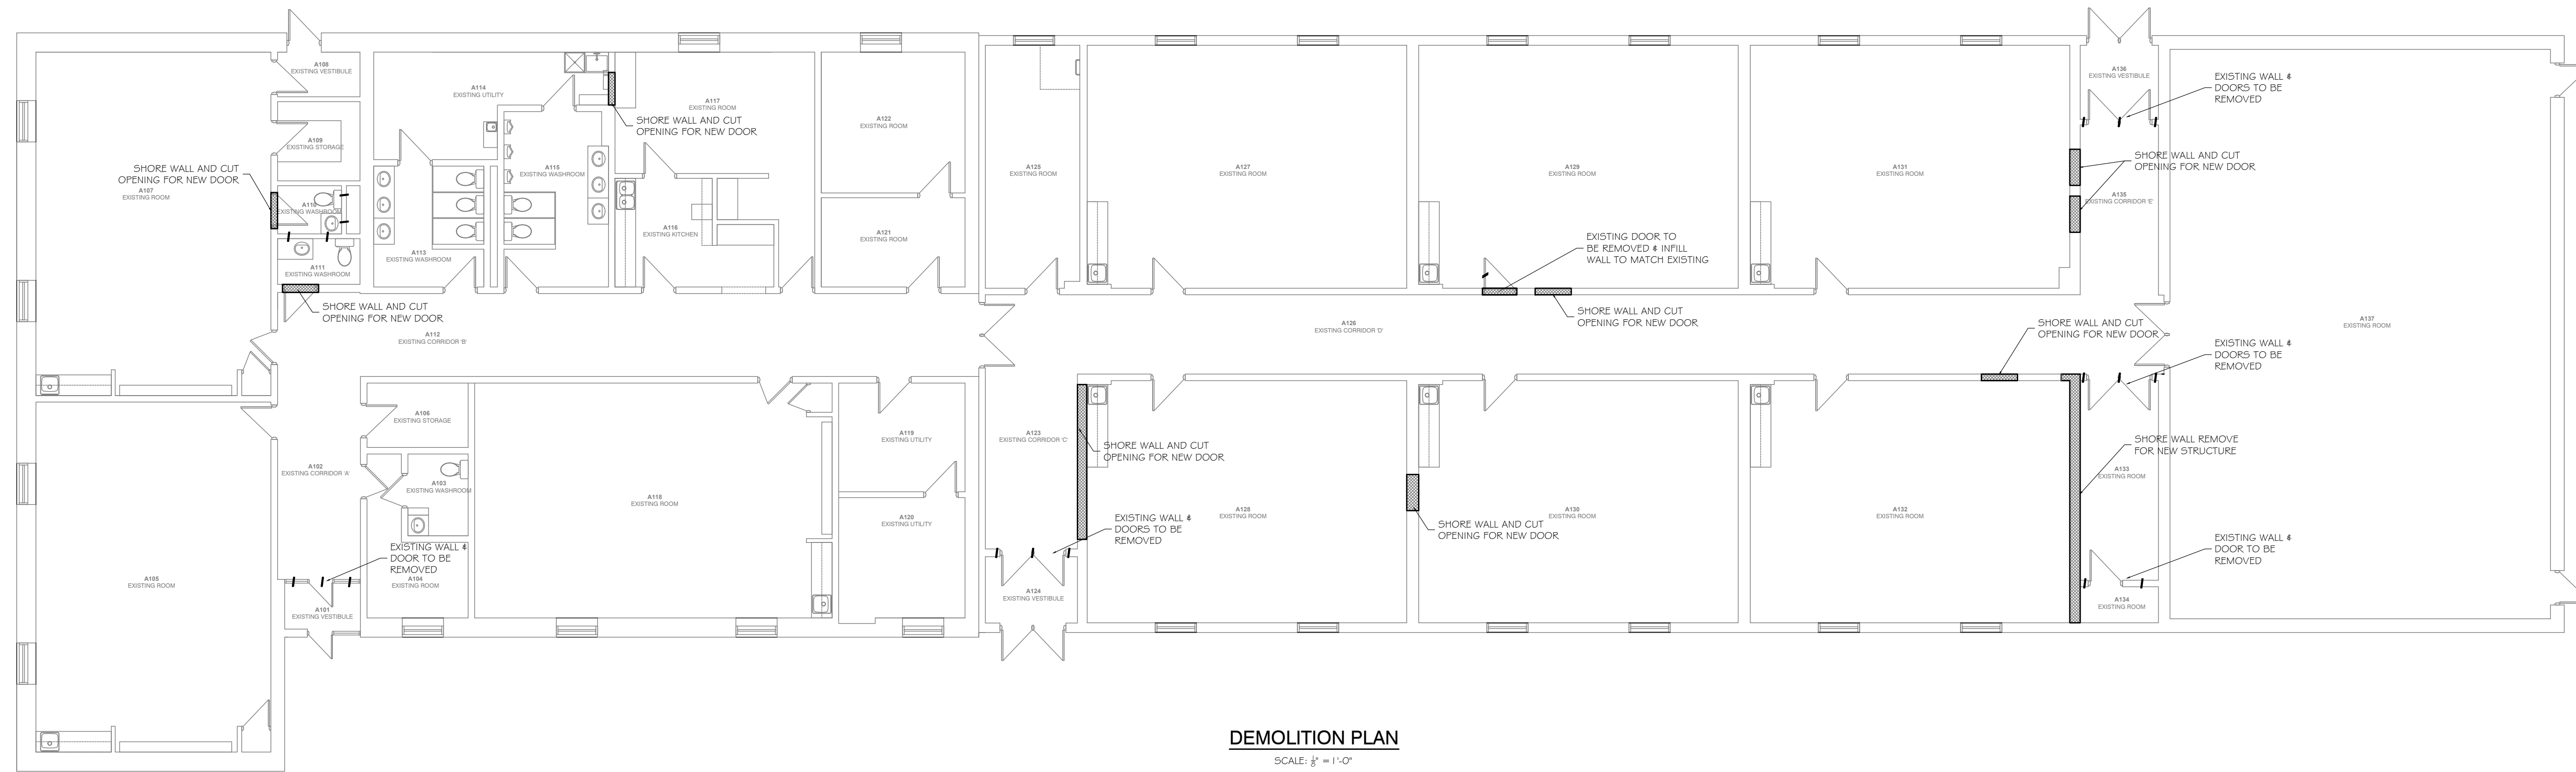 A108
EXISTING VESTIBULE
A109
EXISTING STORAGE
SHORE WALL AND CUT
OPENING FOR NEW DOOR
A107
EXISTING ROOM
A110
EXISTING WASHROOM
A111
EXISTING WASHROOM
SHORE WALL AND CUT
OPENING FOR NEW DOOR
A112
EXISTING CORRIDOR 'B'
A114
EXISTING UTILITY
A115
EXISTING WASHROOM
A113
EXISTING WASHROOM
A117
EXISTING ROOM
SHORE WALL AND CUT
OPENING FOR NEW DOOR
A116
EXISTING KITCHEN
A122
EXISTING ROOM
A121
EXISTING ROOM
A125
EXISTING ROOM
A127
EXISTING ROOM
A129
EXISTING ROOM
EXISTING DOOR TO
BE REMOVED & INFILL
WALL TO MATCH EXISTING
SHORE WALL AND CUT
OPENING FOR NEW DOOR
A126
EXISTING CORRIDOR 'D'
A131
EXISTING ROOM
A136
EXISTING VESTIBULE
EXISTING WALL &
DOORS TO BE
REMOVED
SHORE WALL AND CUT
OPENING FOR NEW DOOR
A135
EXISTING CORRIDOR 'E'
SHORE WALL AND CUT
OPENING FOR NEW DOOR
EXISTING WALL &
DOORS TO BE
REMOVED
A137
EXISTING ROOM
A106
EXISTING STORAGE
A102
EXISTING CORRIDOR 'A'
A103
EXISTING WASHROOM
EXISTING WALL &
DOOR TO BE
REMOVED
A104
EXISTING ROOM
A105
EXISTING ROOM
A101
EXISTING VESTIBULE
A118
EXISTING ROOM
A119
EXISTING UTILITY
A120
EXISTING UTILITY
A123
EXISTING CORRIDOR 'C'
SHORE WALL AND CUT
OPENING FOR NEW DOOR
EXISTING WALL &
DOORS TO BE
REMOVED
A124
EXISTING VESTIBULE
A128
EXISTING ROOM
A130
EXISTING ROOM
SHORE WALL AND CUT
OPENING FOR NEW DOOR
A132
EXISTING ROOM
SHORE WALL REMOVE
FOR NEW STRUCTURE
A133
EXISTING ROOM
EXISTING WALL &
DOOR TO BE
REMOVED
A134
EXISTING ROOM
DEMOLITION PLAN
SCALE: 1/8" = 1'-0"